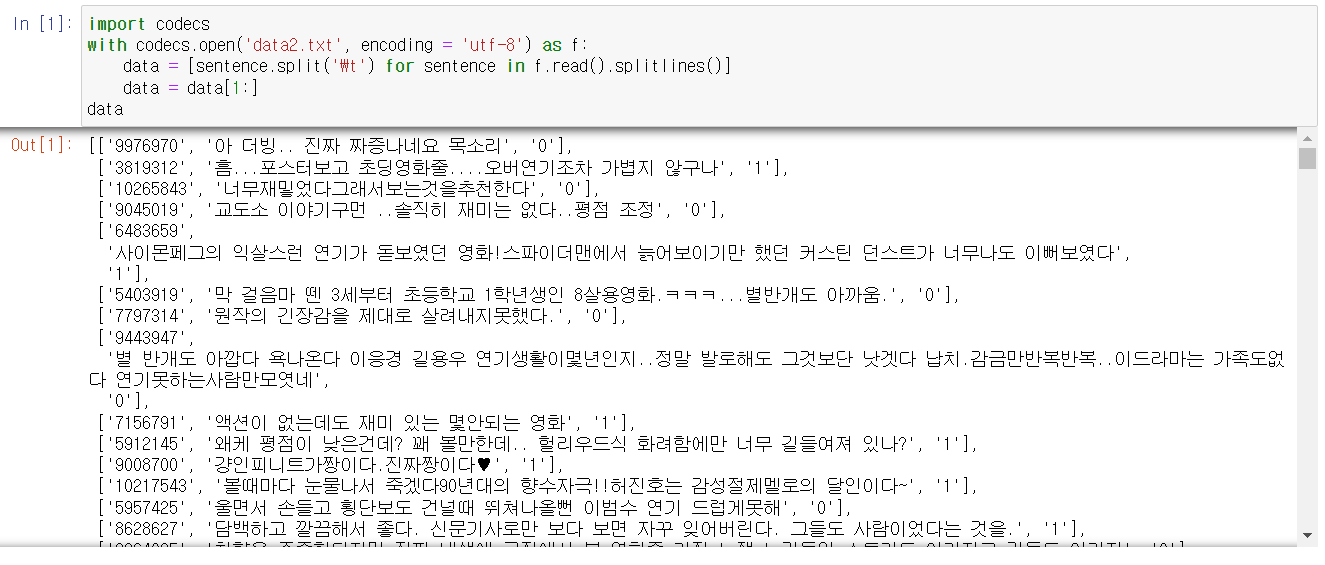 In [1]: import codecs
with codecs.open('data2.txt', encoding = 'utf-8') as f:
    data = [sentence.split('₩t') for sentence in f.read().splitlines()]
    data = data[1:]
data
Out[1]: [['9976970', '아 더빙.. 진짜 짜증나네요 목소리', '0'],
['3819312', '흠...포스터보고 초딩영화줄....오버연기조차 가볍지 않구나', '1'],
['10265843', '너무재밓었다그래서보는것을추천한다', '0'],
['9045019', '교도소 이야기구먼 ..솔직히 재미는 없다..평점 조정', '0'],
['6483659',
'사이몬페그의 익살스런 연기가 돋보였던 영화!스파이더맨에서 늙어보이기만 했던 커스틴 던스트가 너무나도 이뻐보였다',
'1'],
['5403919', '막 걸음마 뗀 3세부터 초등학교 1학년생인 8살용영화.ㅋㅋㅋ...별반개도 아까움.', '0'],
['7797314', '원작의 긴장감을 제대로 살려내지못했다.', '0'],
['9443947',
'별 반개도 아깝다 욕나온다 이응경 길용우 연기생활이몇년인지..정말 발로해도 그것보단 낫겟다 납치.감금만반복반복..이드라마는 가족도없
다 연기못하는사람만모엿네',
'0'],
['7156791', '액션이 없는데도 재미 있는 몇안되는 영화', '1'],
['5912145', '왜케 평점이 낮은건데? 꽤 볼만한데.. 헐리우드식 화려함에만 너무 길들여져 있나?', '1'],
['9008700', '걍인피니트가짱이다.진짜짱이다♥', '1'],
['10217543', '볼때마다 눈물나서 죽겠다90년대의 향수자극!!허진호는 감성절제멜로의 달인이다~', '1'],
['5957425', '울면서 손들고 횡단보도 건널때 뛰쳐나올뻔 이범수 연기 드럽게못해', '0'],
['8628627', '담백하고 깔끔해서 좋다. 신문기사로만 보다 보면 자꾸 잊어버린다. 그들도 사람이었다는 것을.', '1'],